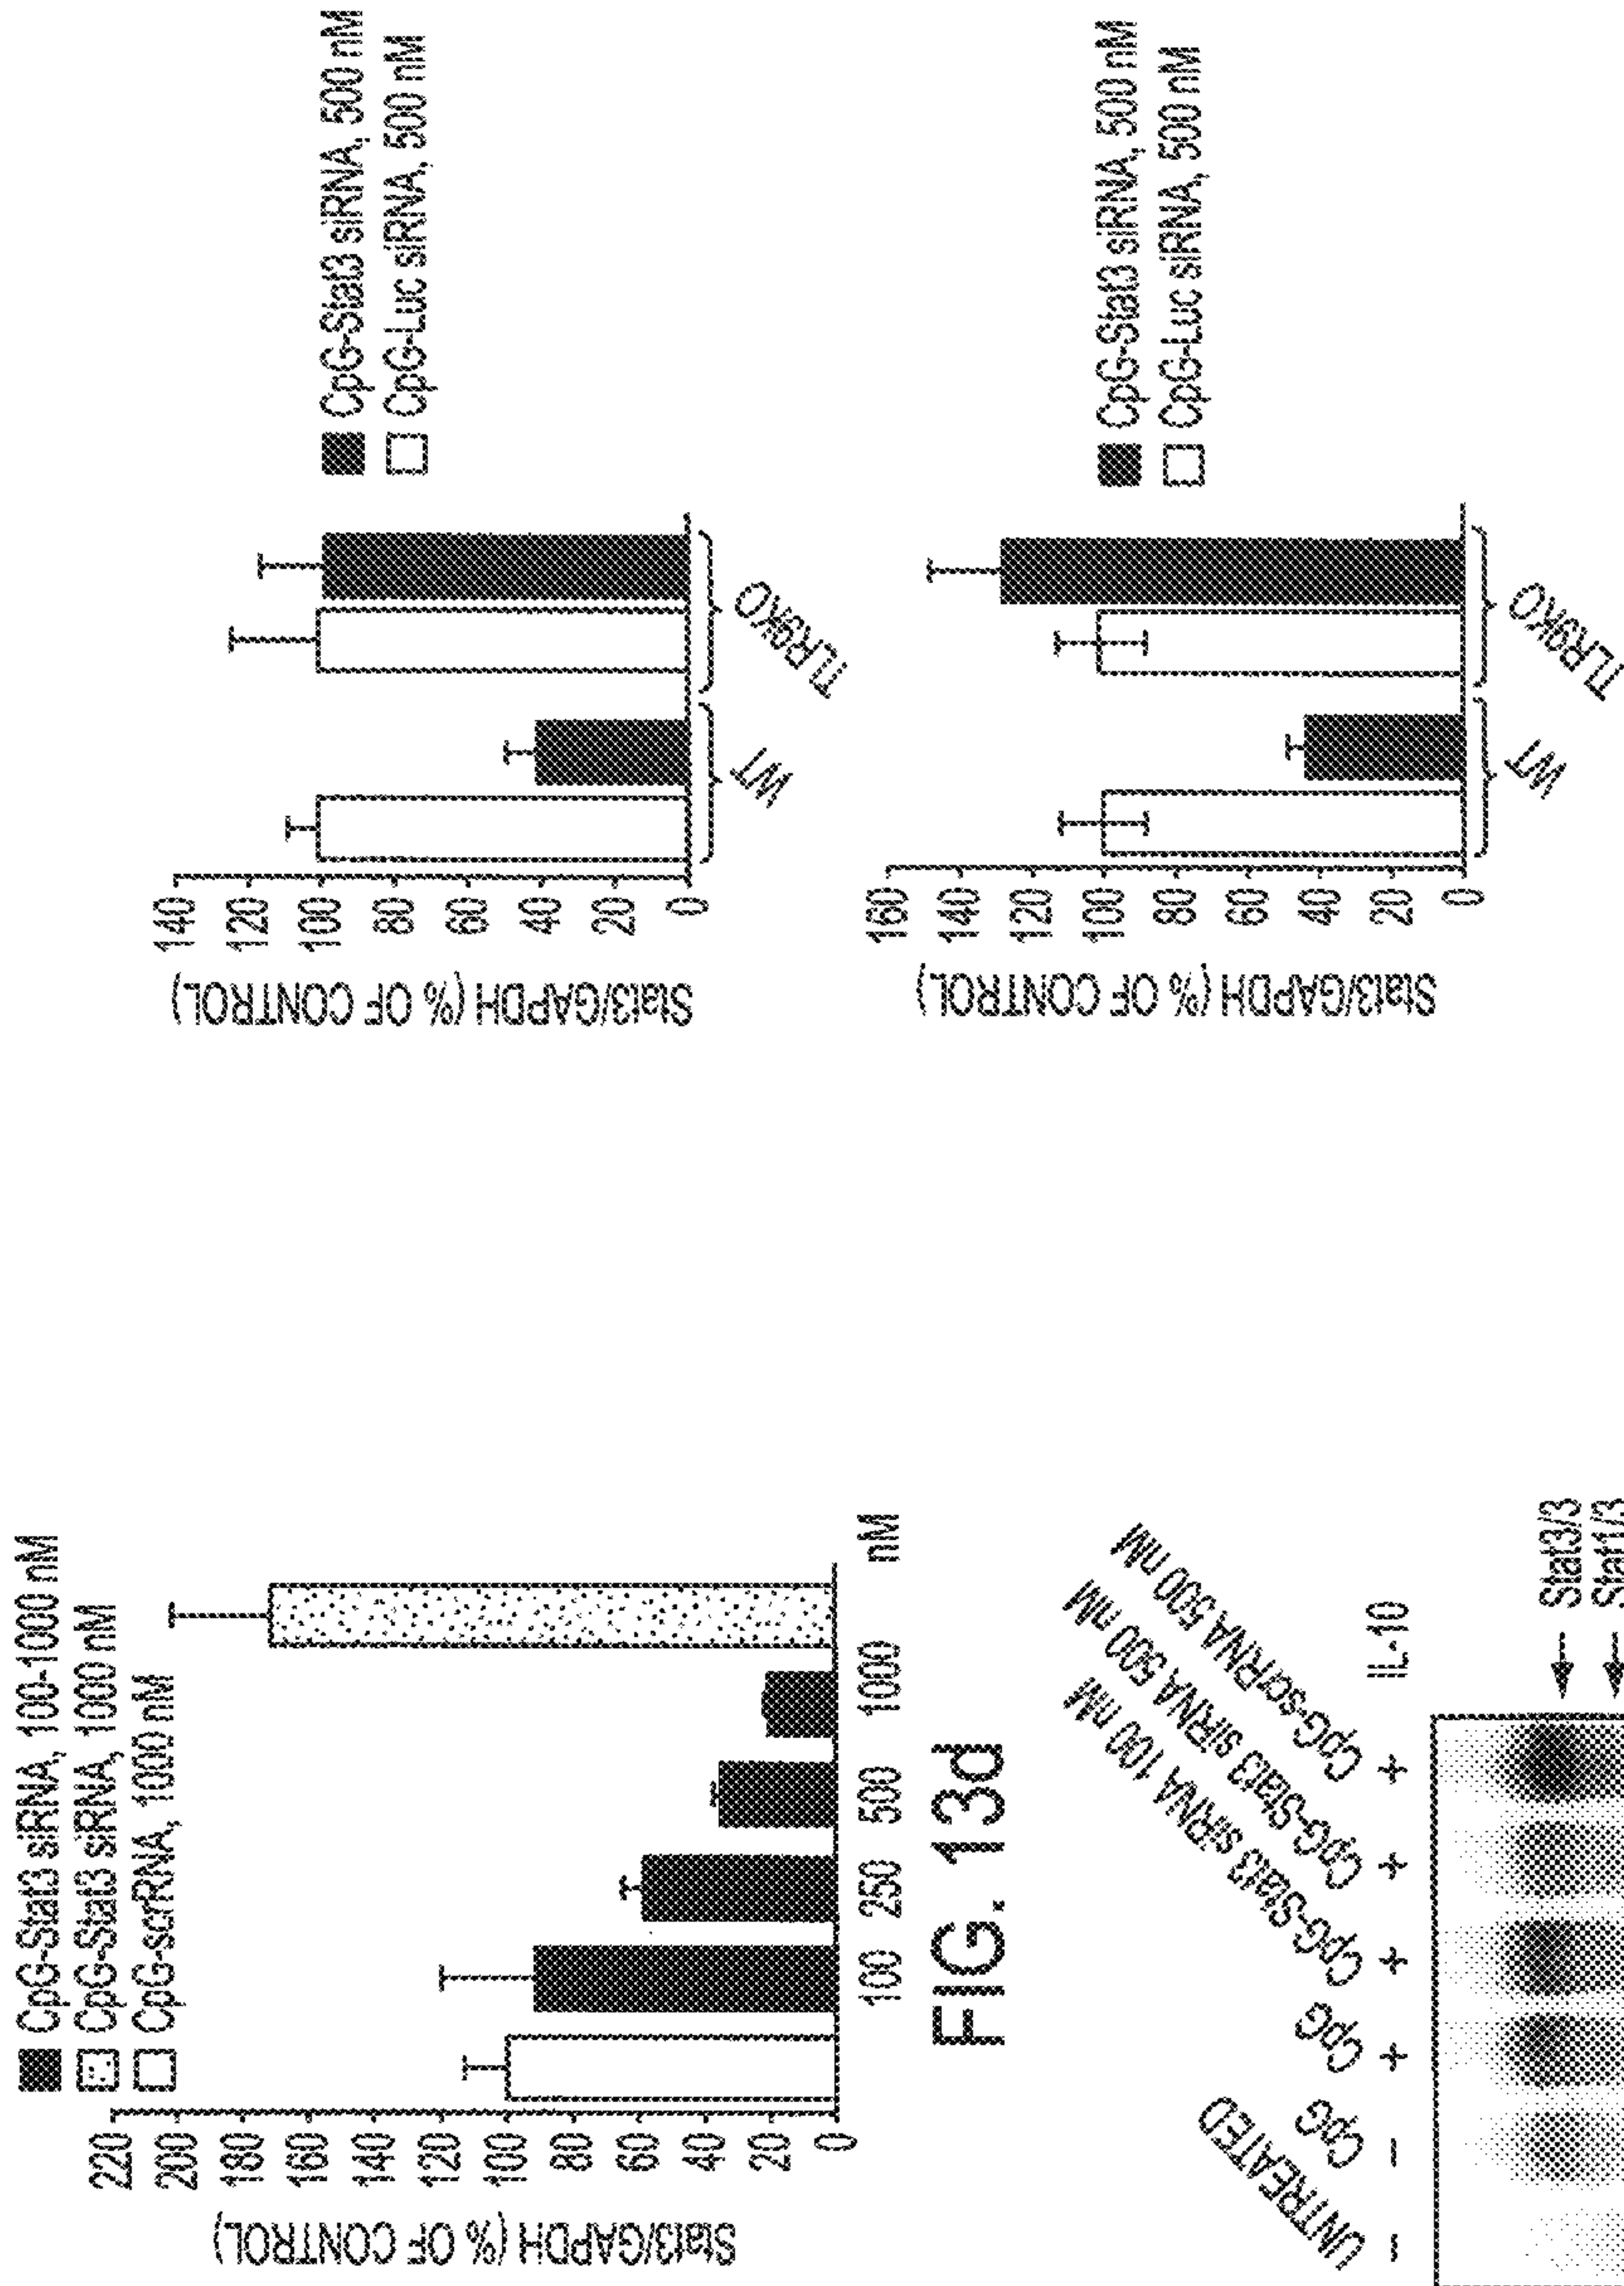 CpG-Stat3 siRNA, 100-1000 nM
CpG-Stat3 siRNA, 1000 nM
CpG-scrRNA, 1000 nM
Stat3/GAPDH (% OF CONTROL)
220
200
180
160
140
120
100
80
60
40
20
0
100 250 500 1000 nM
FIG. 13d
Stat3/GAPDH (% OF CONTROL)
140
120
100
80
60
40
20
0
WT TLR9KO
CpG-Stat3 siRNA, 500 nM
CpG-Luc siRNA, 500 nM
Stat3/GAPDH (% OF CONTROL)
160
140
120
100
80
60
40
20
0
WT TLR9KO
CpG-Stat3 siRNA, 500 nM
CpG-Luc siRNA, 500 nM
UNTREATED
CpG
CpG
CpG-Stat3 siRNA 100 nM
CpG-Stat3 siRNA 500 nM
CpG-scrRNA 500 nM
− − + + + + IL-10
Stat3/3
Stat1/3